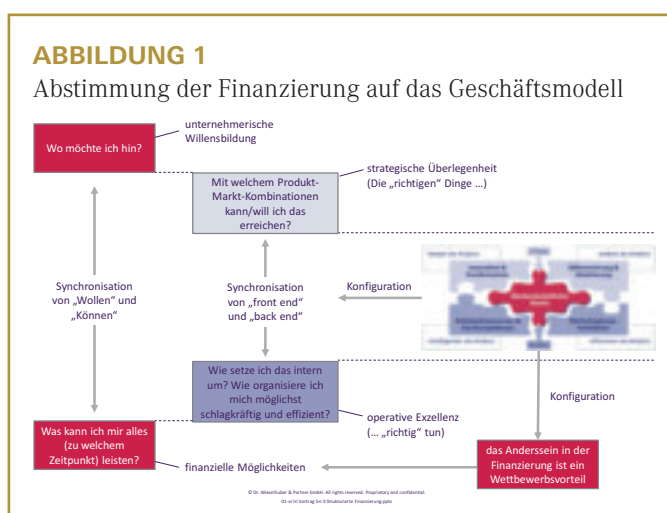 ABBILDUNG 1
Abstimmung der Finanzierung auf das Geschäftsmodell
unternehmerische
Willensbildung
Wo möchte ich hin?
strategische Überlegenheit
(Die „richtigen" Dinge ...)
Mit welchem Produkt-
Markt-Kombinationen
kann/will ich das
erreichen?
Synchronisation
von „Wollen" und
„Können"
Synchronisation
von „front end"
und „back end"
Konfiguration
Wie setze ich das intern
um? Wie organisiere ich
mich möglichst
schlagkräftig und effizient?
Konfiguration
operative Exzellenz
(... „richtig" tun)
Was kann ich mir alles
(zu welchem
Zeitpunkt) leisten?
finanzielle Möglichkeiten
das Anderssein in der
Finanzierung ist ein
Wettbewerbsvorteil
© Dr. Wieselhuber & Partner GmbH. All rights reserved. Proprietary and confidential.
Vortrag
Strukturierte Finanzierung.pptx